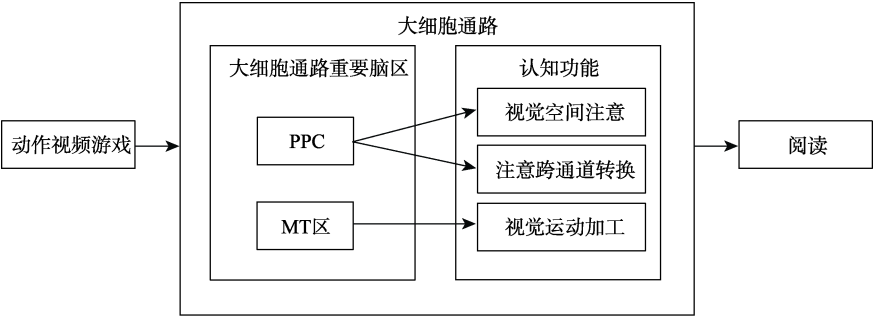 大细胞通路
大细胞通路重要脑区
认知功能
动作视频游戏
PPC
MT区
视觉空间注意
注意跨通道转换
视觉运动加工
阅读